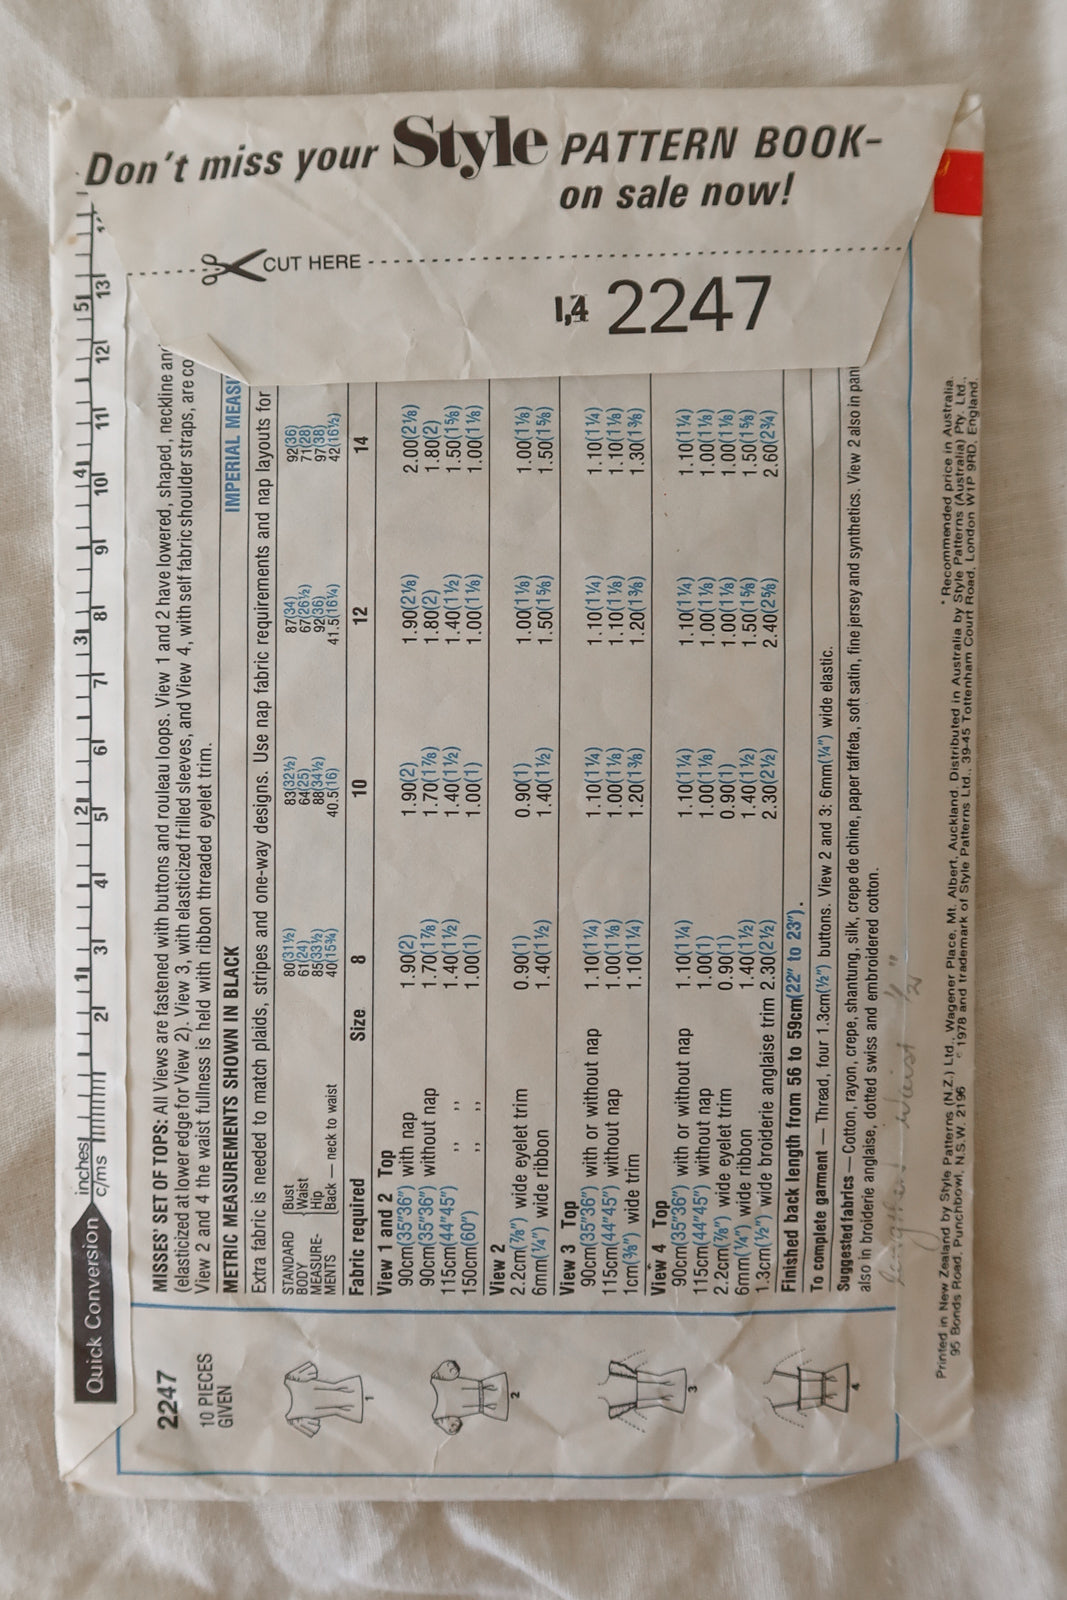 Don't miss your Style PATTERN BOOK-
on sale now!
CUT HERE
1,4 2247
Quick Conversion
inches 1 2 3 4 5
c/ms 2 3 4 5 6 7 8 9 10 11 12 13
2247
10 PIECES
GIVEN
1
2
3
4
MISSES' SET OF TOPS: All Views are fastened with buttons and rouleau loops. View 1 and 2 have lowered, shaped, neckline and
(elasticized at lower edge for View 2). View 3, with elasticized frilled sleeves, and View 4, with self fabric shoulder straps, are co
View 2 and 4 the waist fullness is held with ribbon threaded eyelet trim.
METRIC MEASUREMENTS SHOWN IN BLACK IMPERIAL MEASU
Extra fabric is needed to match plaids, stripes and one-way designs. Use nap fabric requirements and nap layouts for
STANDARD Bust 80(31½) 83(32½) 87(34) 92(36)
BODY Waist 61(24) 64(25) 67(26½) 71(28)
MEASURE- Hip 85(33½) 88(34½) 92(36) 97(38)
MENTS Back — neck to waist 40(15¾) 40.5(16) 41.5(16¼) 42(16½)
Fabric required Size 8 10 12 14
View 1 and 2 Top
90cm(35"36") with nap 1.90(2) 1.90(2) 1.90(2⅛) 2.00(2⅛)
90cm(35"36") without nap 1.70(1⅞) 1.70(1⅞) 1.80(2) 1.80(2)
115cm(44"45") ,, ,, 1.40(1½) 1.40(1½) 1.40(1½) 1.50(1⅝)
150cm(60") ,, ,, 1.00(1) 1.00(1) 1.00(1⅛) 1.00(1⅛)
View 2
2.2cm(⅞") wide eyelet trim 0.90(1) 0.90(1) 1.00(1⅛) 1.00(1⅛)
6mm(¼") wide ribbon 1.40(1½) 1.40(1½) 1.50(1⅝) 1.50(1⅝)
View 3 Top
90cm(35"36") with or without nap 1.10(1¼) 1.10(1¼) 1.10(1¼) 1.10(1¼)
115cm(44"45") without nap 1.00(1⅛) 1.00(1⅛) 1.10(1⅛) 1.10(1⅛)
1cm(⅜") wide trim 1.10(1¼) 1.20(1⅜) 1.20(1⅜) 1.30(1⅜)
View 4 Top
90cm(35"36") with or without nap 1.10(1¼) 1.10(1¼) 1.10(1¼) 1.10(1¼)
115cm(44"45") without nap 1.00(1) 1.00(1⅛) 1.00(1⅛) 1.00(1⅛)
2.2cm(⅞") wide eyelet trim 0.90(1) 0.90(1) 1.00(1⅛) 1.00(1⅛)
6mm(¼") wide ribbon 1.40(1½) 1.40(1½) 1.50(1⅝) 1.50(1⅝)
1.3cm(½") wide broiderie anglaise trim 2.30(2½) 2.30(2½) 2.40(2⅝) 2.60(2¾)
Finished back length from 56 to 59cm(22" to 23").
To complete garment — Thread, four 1.3cm(½") buttons. View 2 and 3: 6mm(¼") wide elastic.
Suggested fabrics — Cotton, rayon, crepe, shantung, silk, crepe de chine, paper taffeta, soft satin, fine jersey and synthetics. View 2 also in pani
also in broiderie anglaise, dotted swiss and embroidered cotton.
Lengthen waist ½"
* Recommended price in Australia.
Printed in New Zealand by Style Patterns (N.Z.) Ltd., Wagener Place, Mt. Albert, Auckland. Distributed in Australia by Style Patterns (Australia) Pty. Ltd.,
95 Bonds Road, Punchbowl, N.S.W. 2196 © 1978 and trademark of Style Patterns Ltd., 39-45 Tottenham Court Road, London W1P 9RD, England.